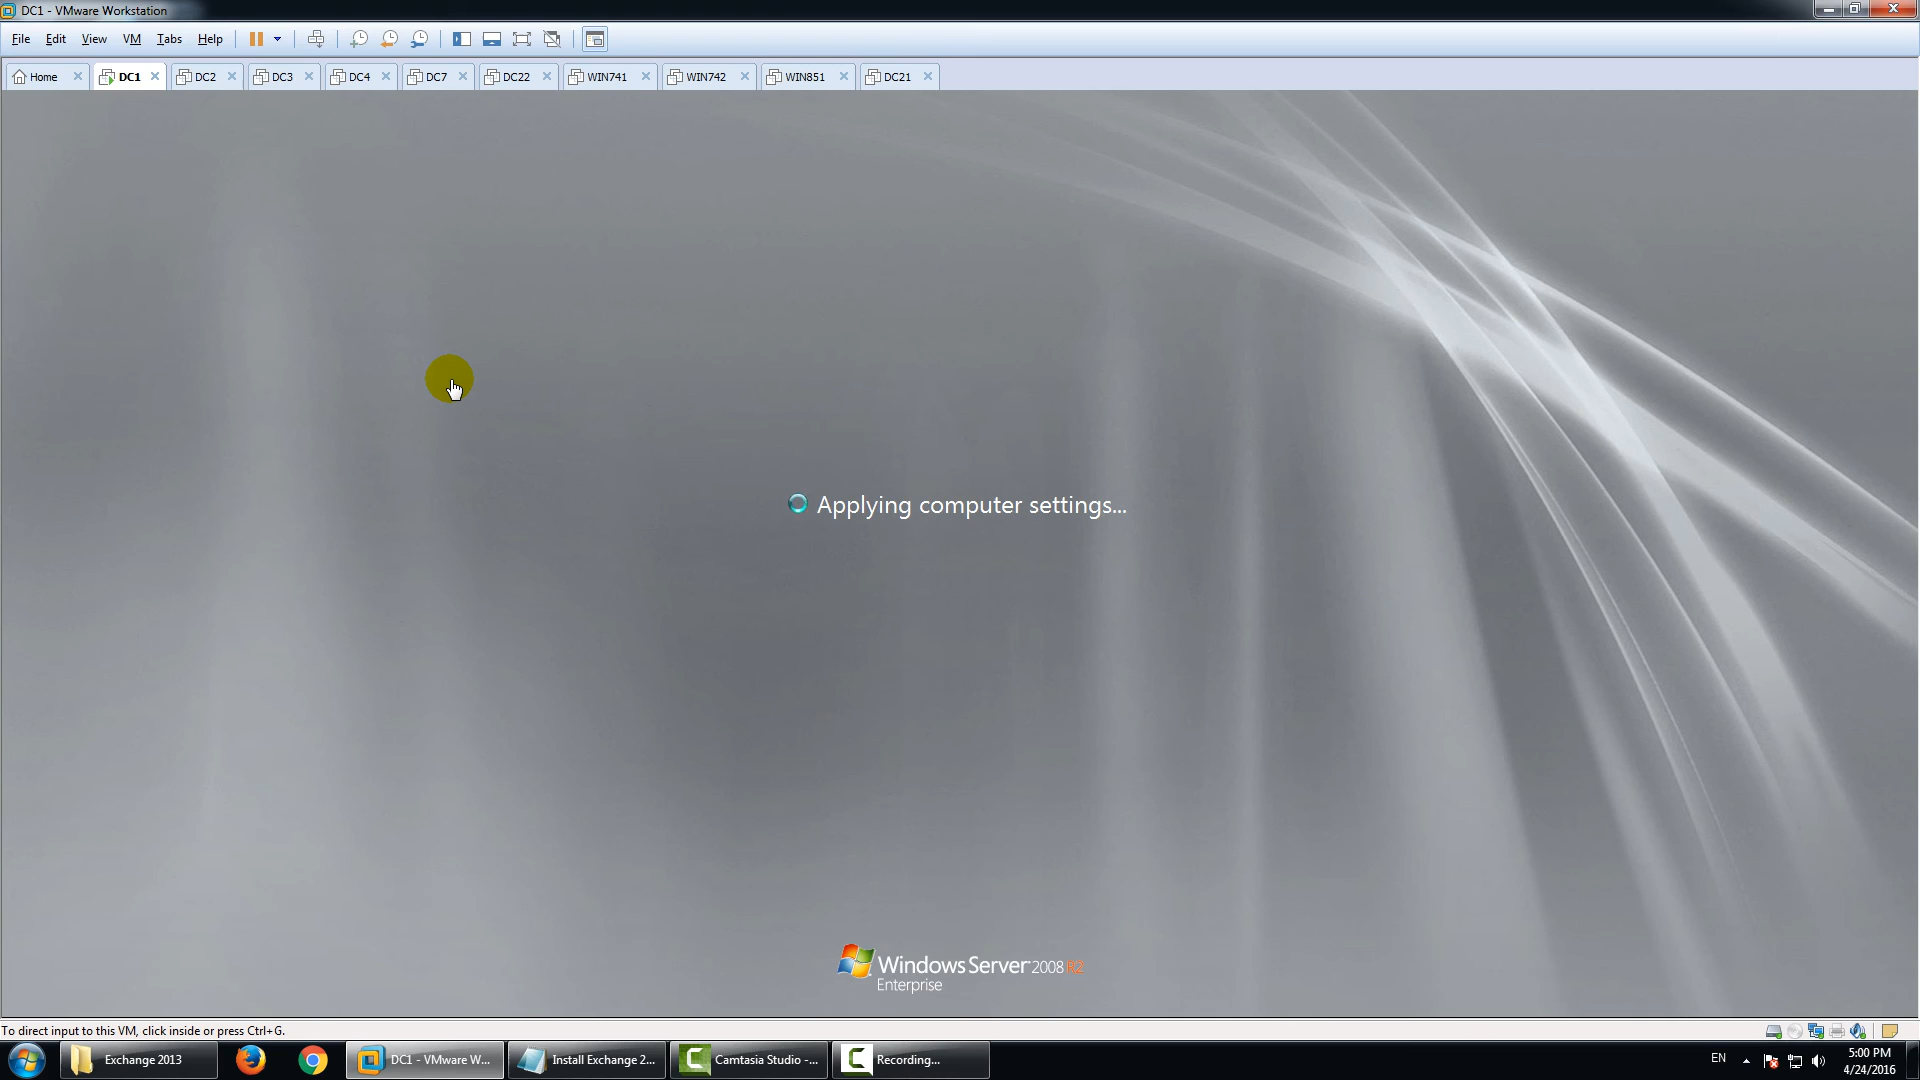 DC1 - VMware Workstation
File Edit View VM Tabs Help
Home DC1 DC2 DC3 DC4 DC7 DC22 WIN741 WIN742 WIN851 DC21
Applying computer settings...
Windows Server 2008 R2
Enterprise
To direct input to this VM, click inside or press Ctrl+G.
Exchange 2013 DC1 - VMware W... Install Exchange 2... Camtasia Studio -... Recording... EN 5:00 PM
4/24/2016